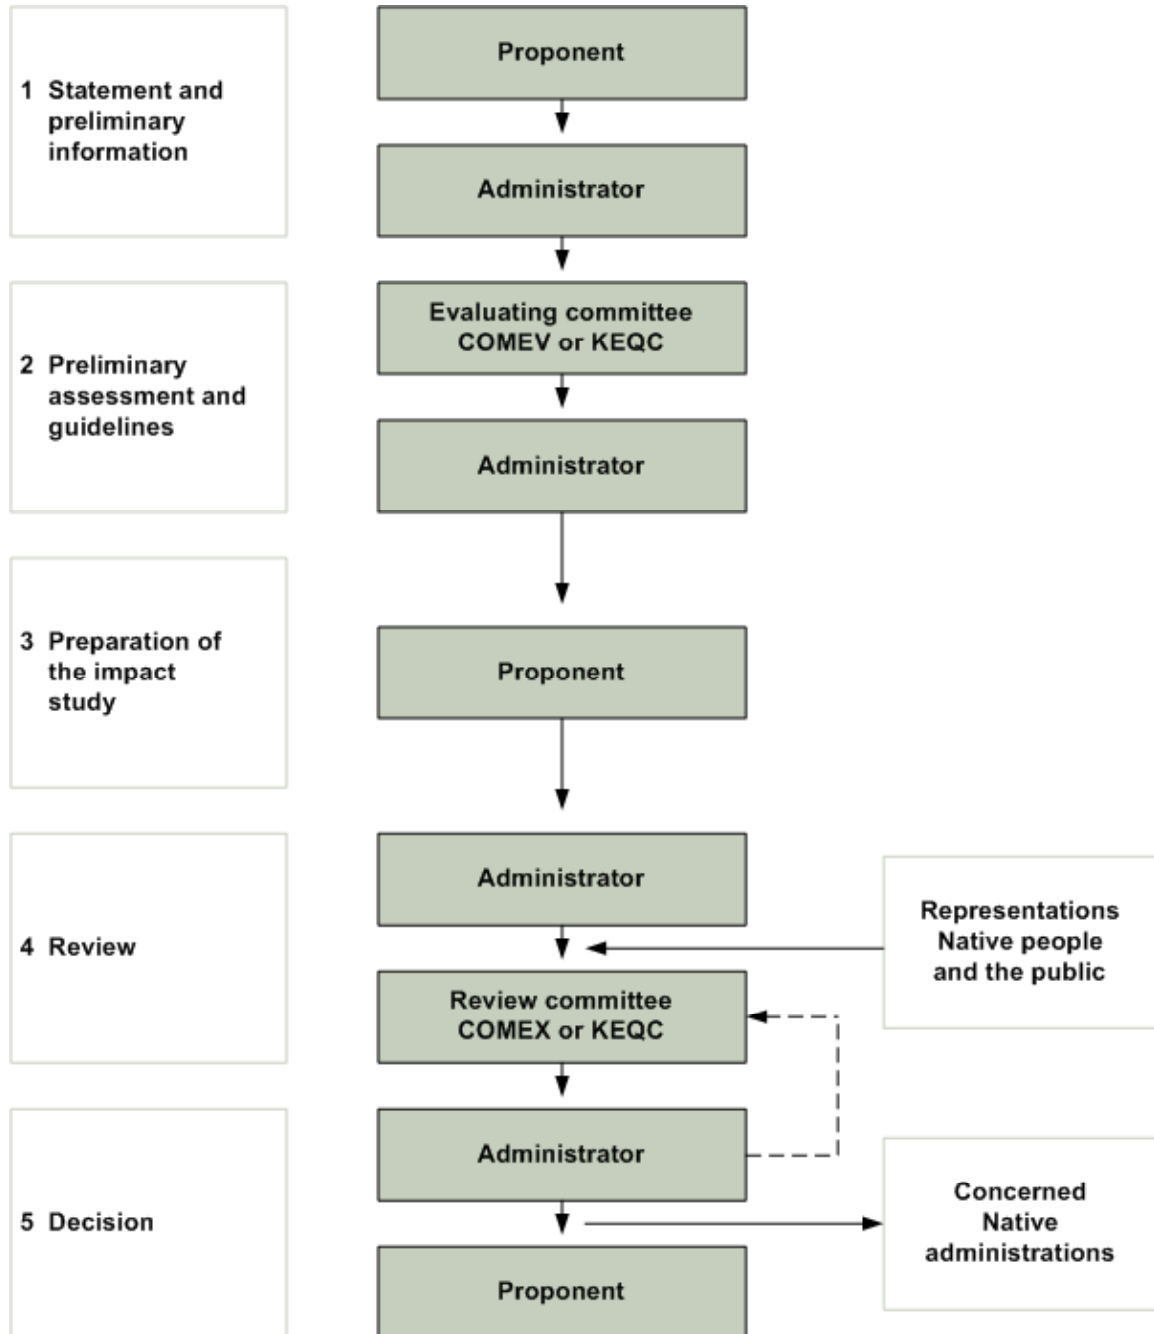 Proponent
1 Statement and
preliminary
information
Administrator
Evaluating committee
COMEV or KEQC
2 Preliminary
assessment and
guidelines
Administrator
3 Preparation of
the impact
study
Proponent
Administrator
4 Review
Representations
Native people
and the public
Review committee
COMEX or KEQC
Administrator
5 Decision
Concerned
Native
administrations
Proponent